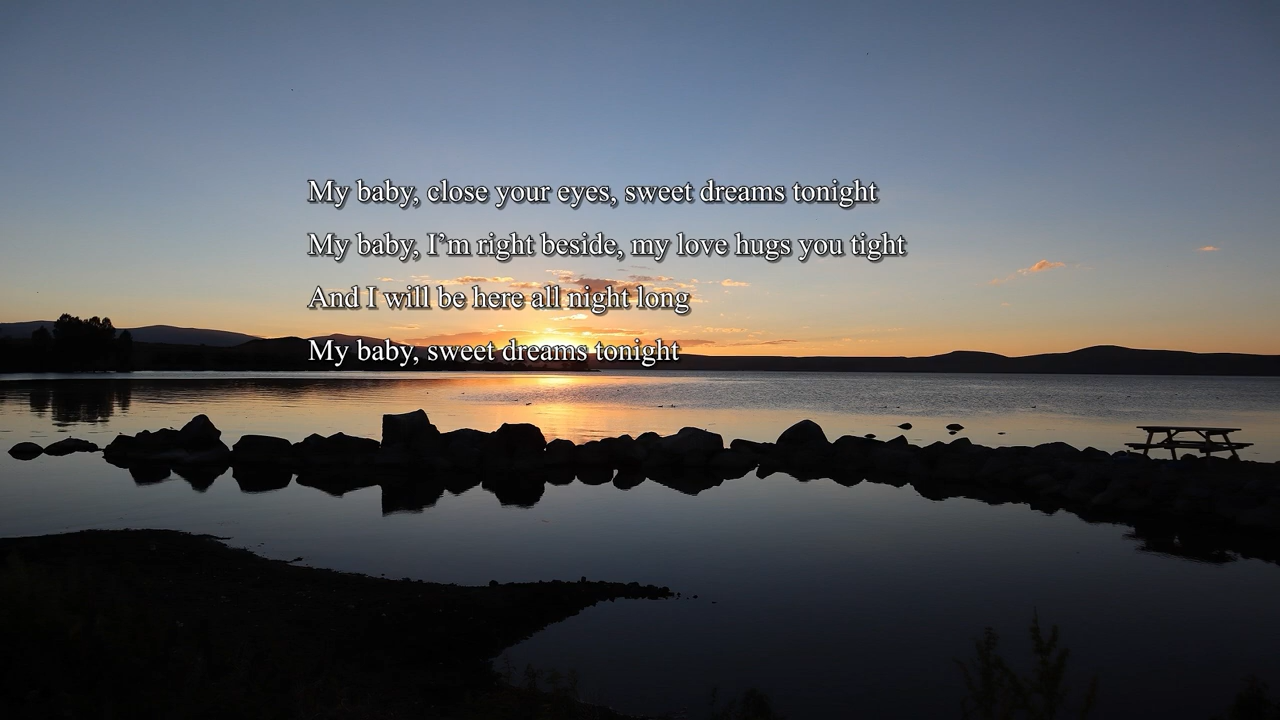 My baby, close your eyes, sweet dreams tonight
My baby, I’m right beside, my love hugs you tight
And I will be here all night long
My baby, sweet dreams tonight